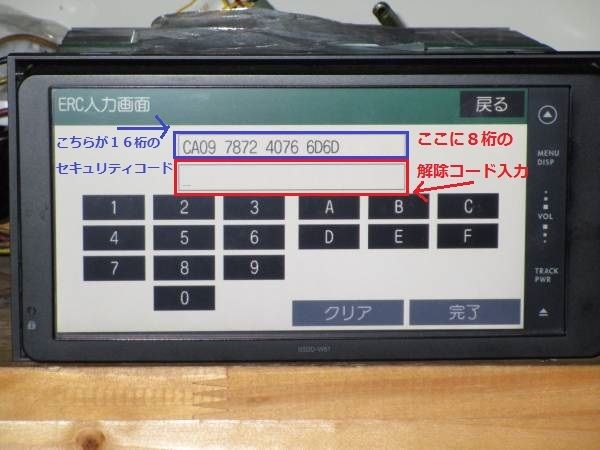 ERC入力画面
戻る
こちらが１６桁の
セキュリティコード
CA09 7872 4076 6D6D
ここに８桁の
解除コード入力
_
1 2 3 A B C
4 5 6 D E F
7 8 9
0
クリア 完了
MENU
DISP
VOL
TRACK
PWR
NSDD-W61